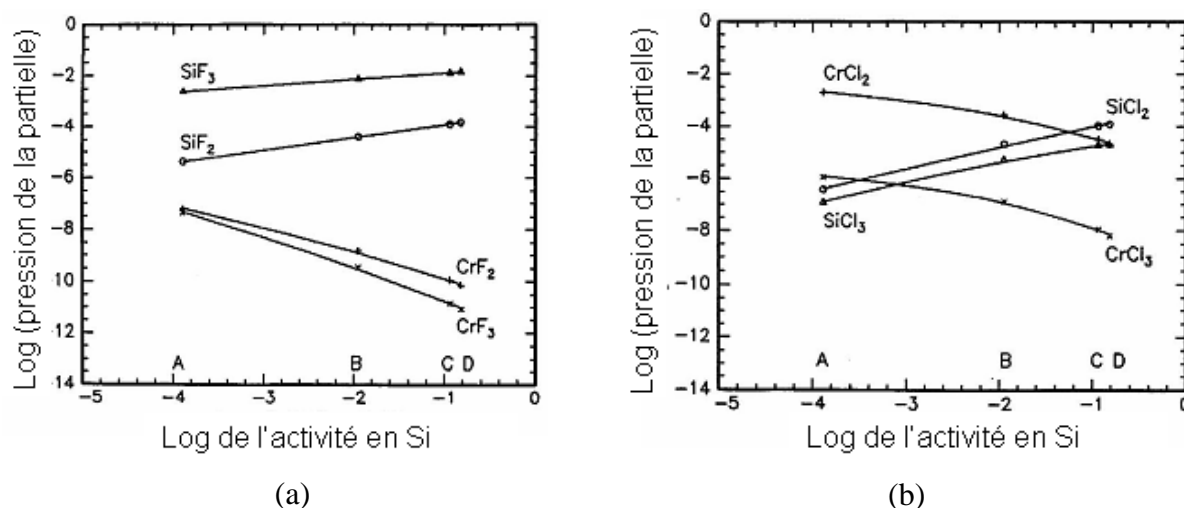 Log (pression de la partielle)
0
−2
−4
−6
−8
−10
−12
14
SiF3
SiF2
CrF2
CrF3
A B C D
−5 −4 −3 −2 −1 0
Log de l'activité en Si
(a)
Log (pression de la partielle)
0
−2
−4
−6
−8
−10
−12
−14
CrCl2
SiCl2
SiCl3
CrCl3
A B C D
−5 −4 −3 −2 −1 0
Log de l'activité en Si
(b)